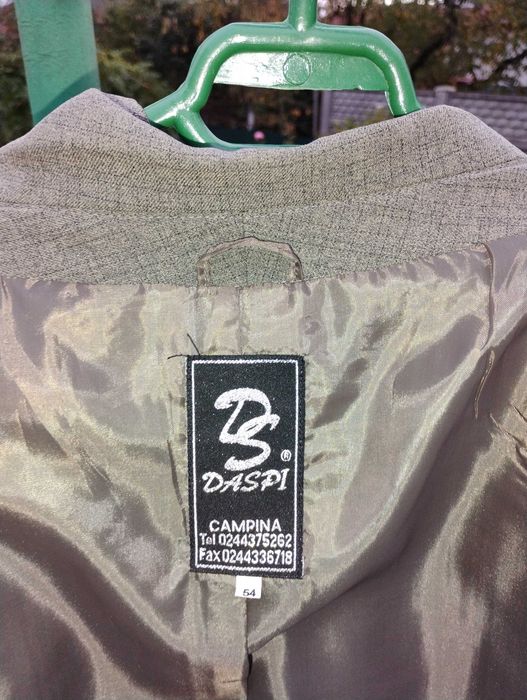 DS
DASPI ®
CAMPINA
Tel 0244375262
Fax 0244336718
54